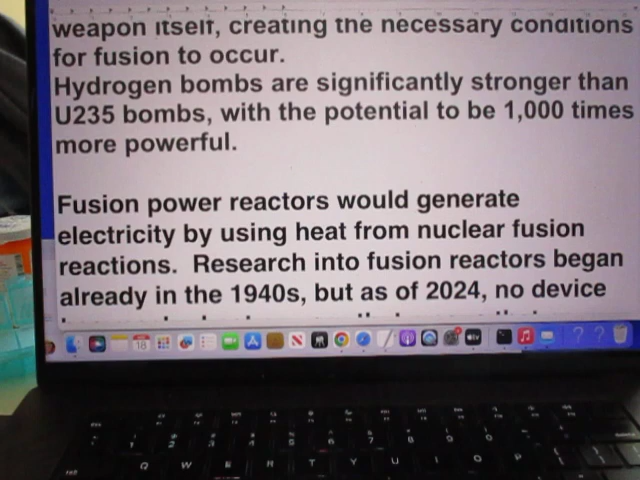 weapon itself, creating the necessary conditions
for fusion to occur.
Hydrogen bombs are significantly stronger than
U235 bombs, with the potential to be 1,000 times
more powerful.
Fusion power reactors would generate
electricity by using heat from nuclear fusion
reactions. Research into fusion reactors began
already in the 1940s, but as of 2024, no device
18
Q W E R T Y U I O P